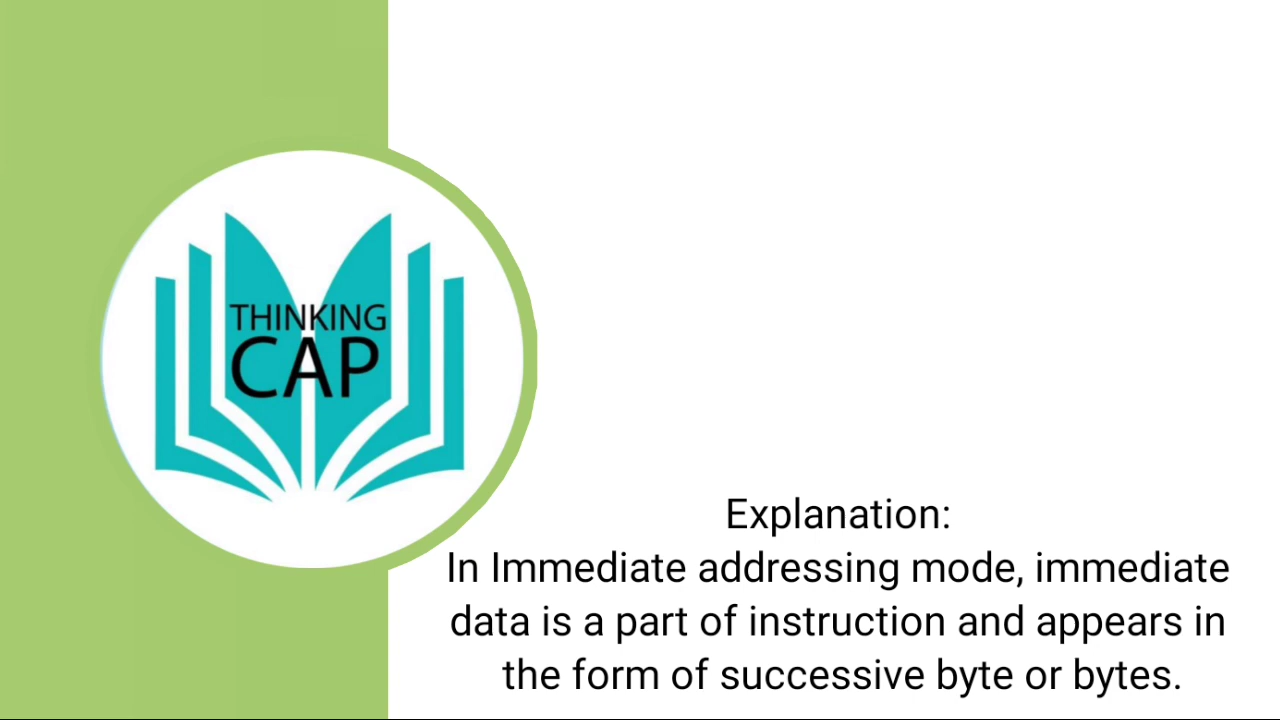 THINKING
CAP
Explanation:
In Immediate addressing mode, immediate
data is a part of instruction and appears in
the form of successive byte or bytes.